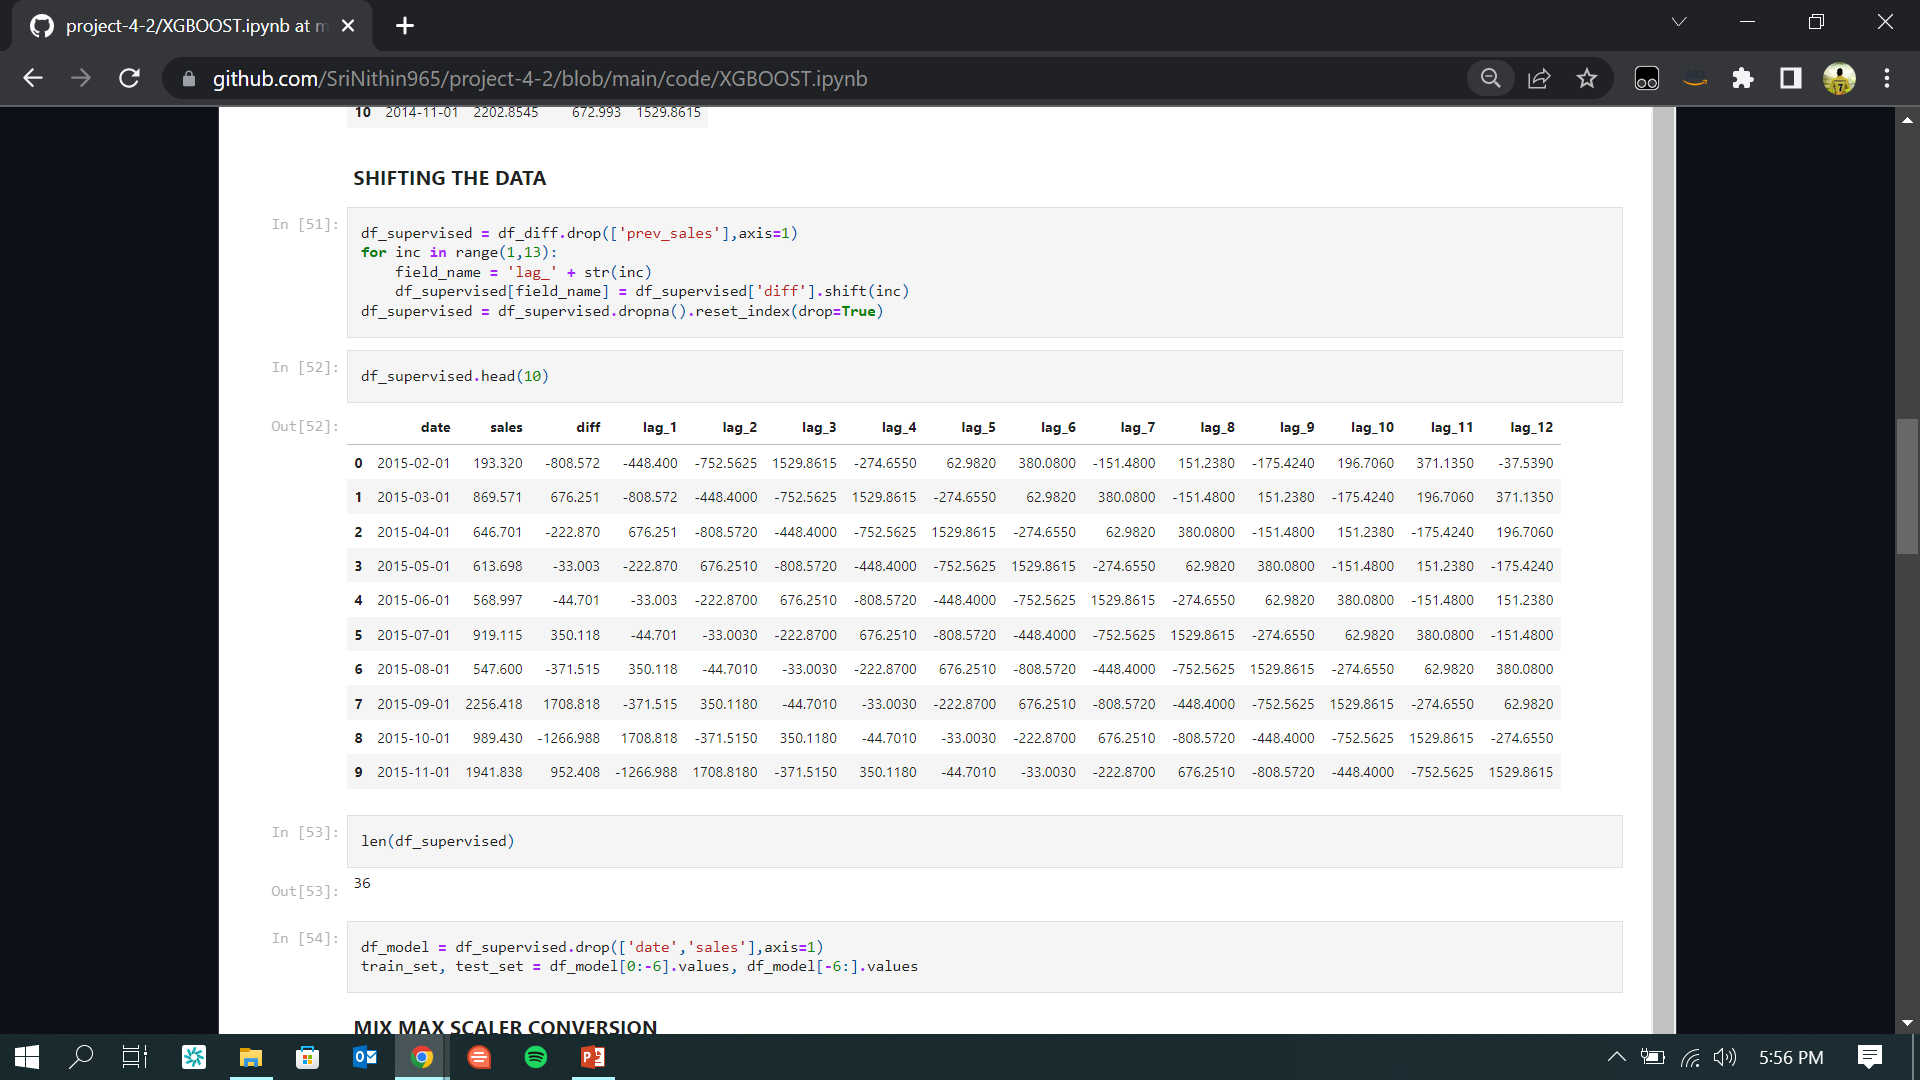 project-4-2/XGBOOST.ipynb at m
github.com/SriNithin965/project-4-2/blob/main/code/XGBOOST.ipynb
10 2014-11-01 2202.8545 672.993 1529.8615
SHIFTING THE DATA
In [51]:
df_supervised = df_diff.drop(['prev_sales'],axis=1)
for inc in range(1,13):
    field_name = 'lag_' + str(inc)
    df_supervised[field_name] = df_supervised['diff'].shift(inc)
df_supervised = df_supervised.dropna().reset_index(drop=True)
In [52]:
df_supervised.head(10)
Out[52]:
date sales diff lag_1 lag_2 lag_3 lag_4 lag_5 lag_6 lag_7 lag_8 lag_9 lag_10 lag_11 lag_12
0 2015-02-01 193.320 -808.572 -448.400 -752.5625 1529.8615 -274.6550 62.9820 380.0800 -151.4800 151.2380 -175.4240 196.7060 371.1350 -37.5390
1 2015-03-01 869.571 676.251 -808.572 -448.4000 -752.5625 1529.8615 -274.6550 62.9820 380.0800 -151.4800 151.2380 -175.4240 196.7060 371.1350
2 2015-04-01 646.701 -222.870 676.251 -808.5720 -448.4000 -752.5625 1529.8615 -274.6550 62.9820 380.0800 -151.4800 151.2380 -175.4240 196.7060
3 2015-05-01 613.698 -33.003 -222.870 676.2510 -808.5720 -448.4000 -752.5625 1529.8615 -274.6550 62.9820 380.0800 -151.4800 151.2380 -175.4240
4 2015-06-01 568.997 -44.701 -33.003 -222.8700 676.2510 -808.5720 -448.4000 -752.5625 1529.8615 -274.6550 62.9820 380.0800 -151.4800 151.2380
5 2015-07-01 919.115 350.118 -44.701 -33.0030 -222.8700 676.2510 -808.5720 -448.4000 -752.5625 1529.8615 -274.6550 62.9820 380.0800 -151.4800
6 2015-08-01 547.600 -371.515 350.118 -44.7010 -33.0030 -222.8700 676.2510 -808.5720 -448.4000 -752.5625 1529.8615 -274.6550 62.9820 380.0800
7 2015-09-01 2256.418 1708.818 -371.515 350.1180 -44.7010 -33.0030 -222.8700 676.2510 -808.5720 -448.4000 -752.5625 1529.8615 -274.6550 62.9820
8 2015-10-01 989.430 -1266.988 1708.818 -371.5150 350.1180 -44.7010 -33.0030 -222.8700 676.2510 -808.5720 -448.4000 -752.5625 1529.8615 -274.6550
9 2015-11-01 1941.838 952.408 -1266.988 1708.8180 -371.5150 350.1180 -44.7010 -33.0030 -222.8700 676.2510 -808.5720 -448.4000 -752.5625 1529.8615
In [53]:
len(df_supervised)
Out[53]:
36
In [54]:
df_model = df_supervised.drop(['date','sales'],axis=1)
train_set, test_set = df_model[0:-6].values, df_model[-6:].values
MIX MAX SCALER CONVERSION
5:56 PM